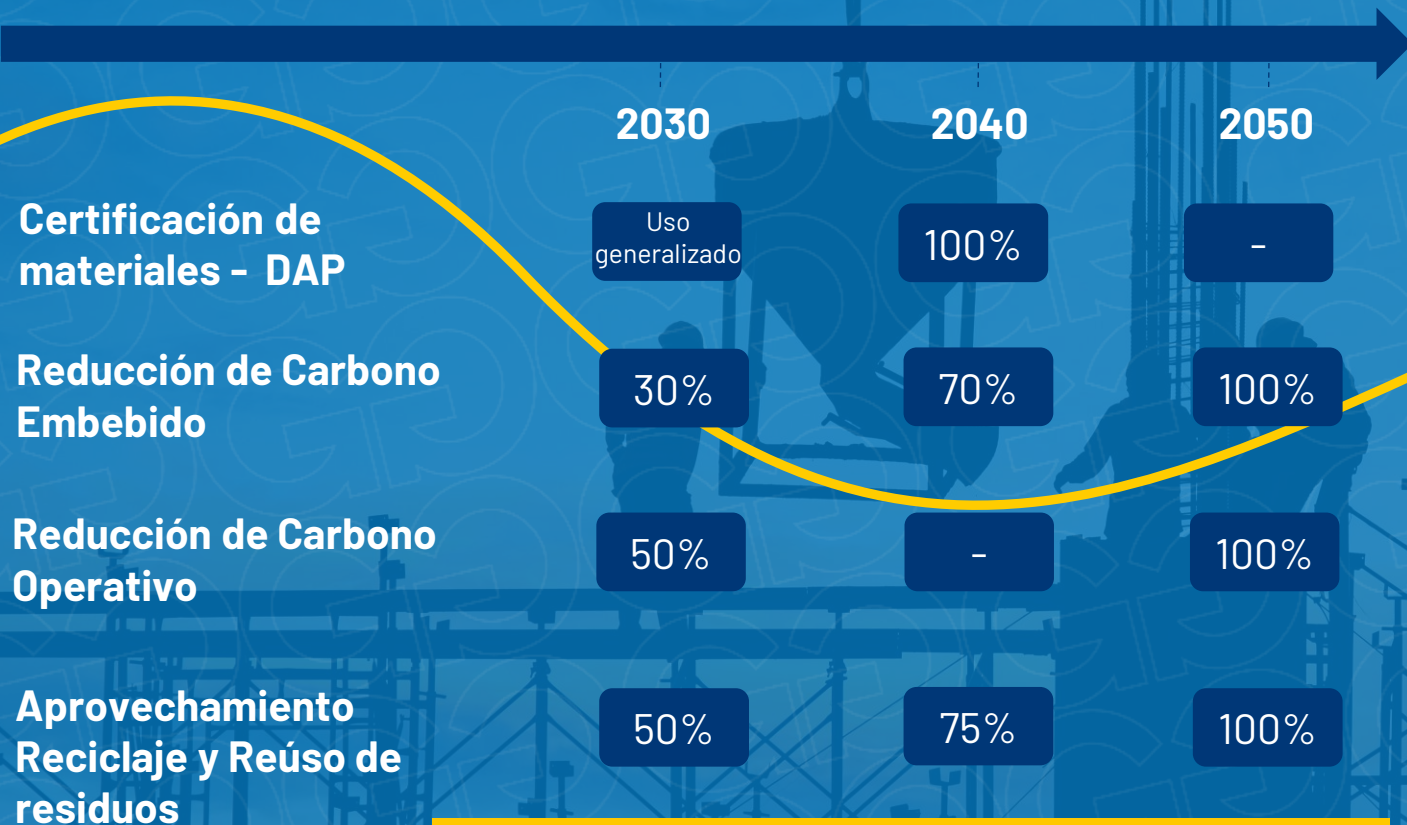 2030 2040 2050
Certificación de
materiales - DAP
Uso
generalizado
100%
-
Reducción de Carbono
Embebido
30%
70%
100%
Reducción de Carbono
Operativo
50%
-
100%
Aprovechamiento
Reciclaje y Reúso de
residuos
50%
75%
100%